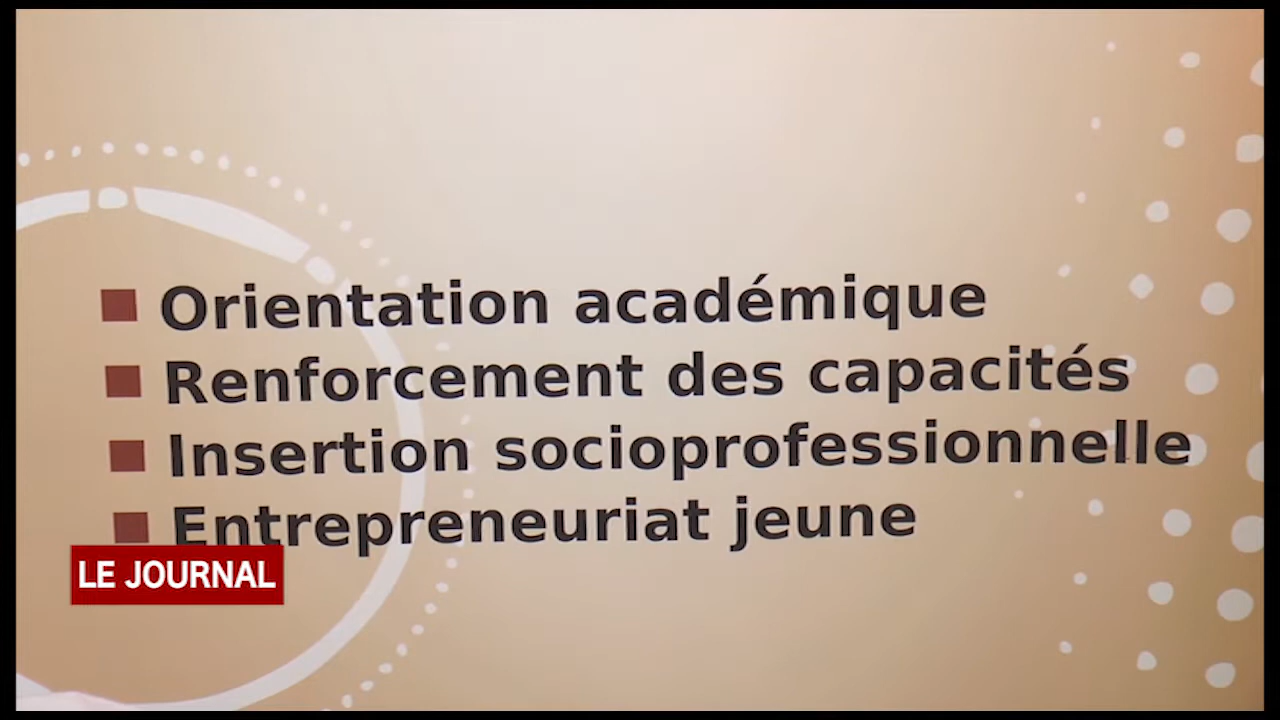 Orientation académique
Renforcement des capacités
Insertion socioprofessionnelle
Entrepreneuriat jeune
LE JOURNAL